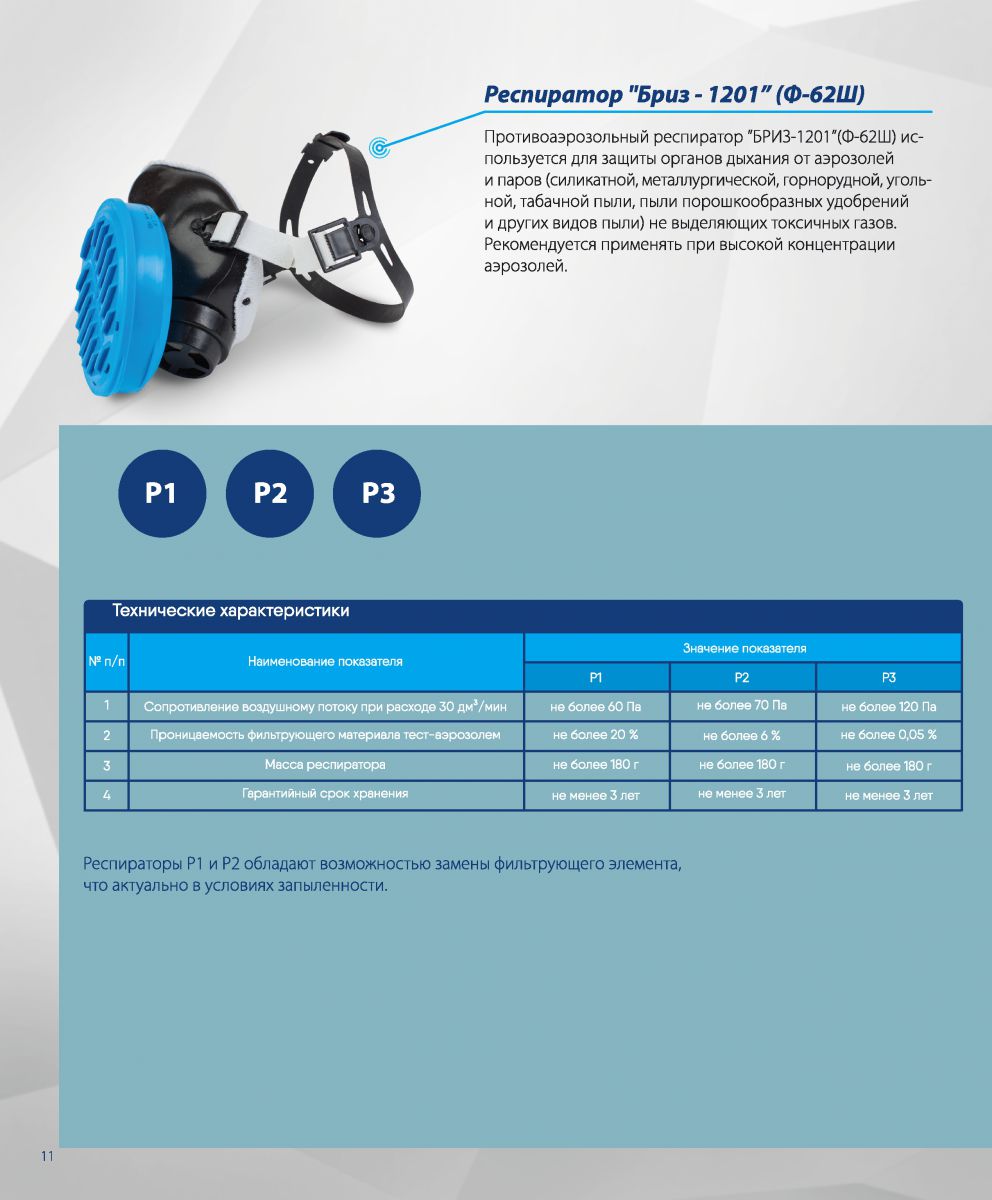 Респиратор "Бриз - 1201” (Ф-62Ш)
Противоаэрозольный респиратор ”БРИЗ-1201”(Ф-62Ш) ис-
пользуется для защиты органов дыхания от аэрозолей
и паров (силикатной, металлургической, горнорудной, уголь-
ной, табачной пыли, пыли порошкообразных удобрений
и других видов пыли) не выделяющих токсичных газов.
Рекомендуется применять при высокой концентрации
аэрозолей.
P1 P2 P3
Технические характеристики
№ п/п Наименование показателя Значение показателя
P1 P2 P3
1 Сопротивление воздушному потоку при расходе 30 дм³/мин не более 60 Па не более 70 Па не более 120 Па
2 Проницаемость фильтрующего материала тест-аэрозолем не более 20 % не более 6 % не более 0,05 %
3 Масса респиратора не более 180 г не более 180 г не более 180 г
4 Гарантийный срок хранения не менее 3 лет не менее 3 лет не менее 3 лет
Респираторы Р1 и Р2 обладают возможностью замены фильтрующего элемента,
что актуально в условиях запыленности.
11